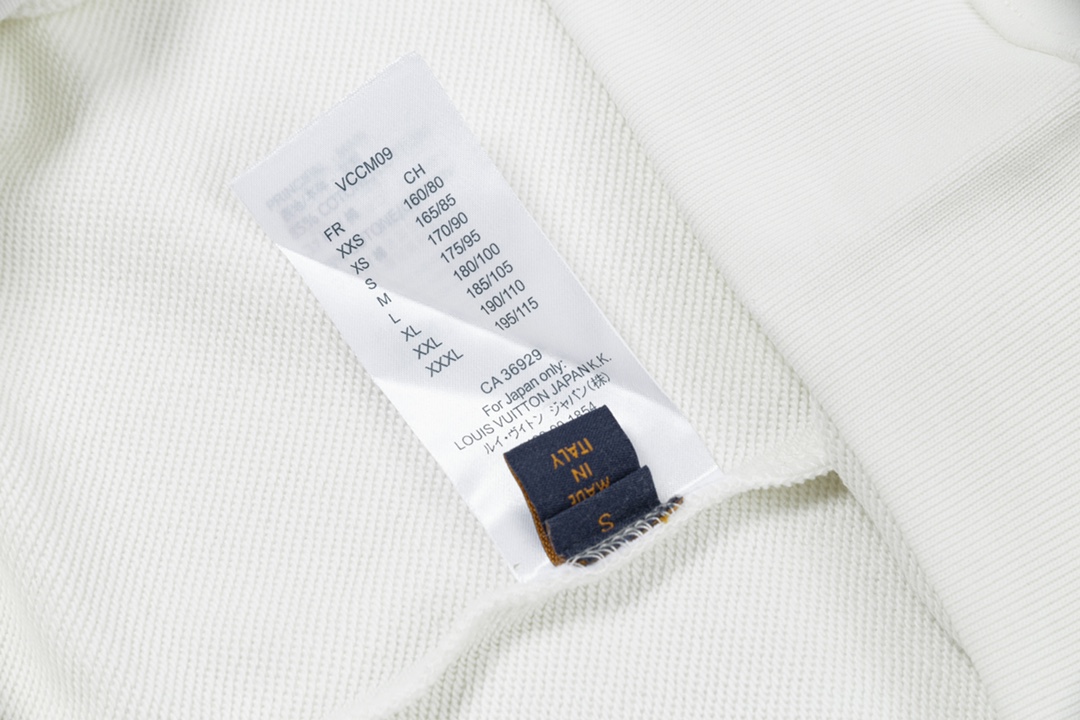 VCCM09
FR CH
XXS 160/80
XS 165/85
S 170/90
M 175/95
L 180/100
XL 185/105
XXL 190/110
XXXL 195/115
CA 36929
For Japan only:
LOUIS VUITTON JAPAN K.K.
ルイ・ヴィトン ジャパン(株)
1854
MADE
IN
ITALY
S